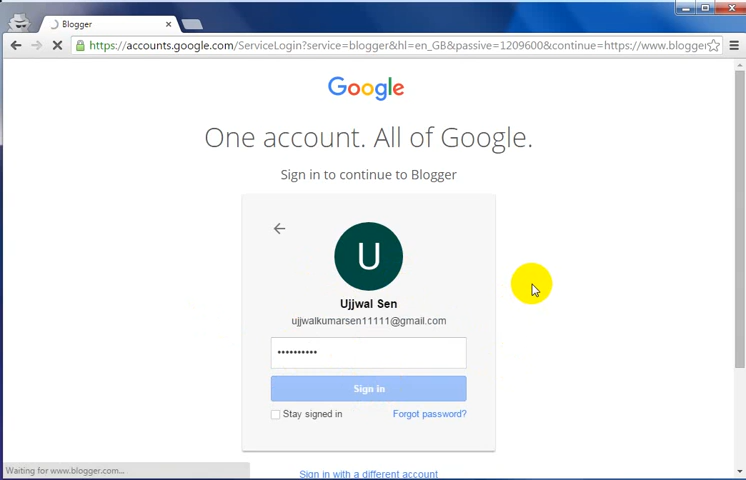 Blogger
https://accounts.google.com/ServiceLogin?service=blogger&hl=en_GB&passive=1209600&continue=https://www.blogger
Google
One account. All of Google.
Sign in to continue to Blogger
U
Ujjwal Sen
ujjwalkumarsen11111@gmail.com
••••••••••
Sign in
Stay signed in Forgot password?
Waiting for www.blogger.com...
Sign in with a different account